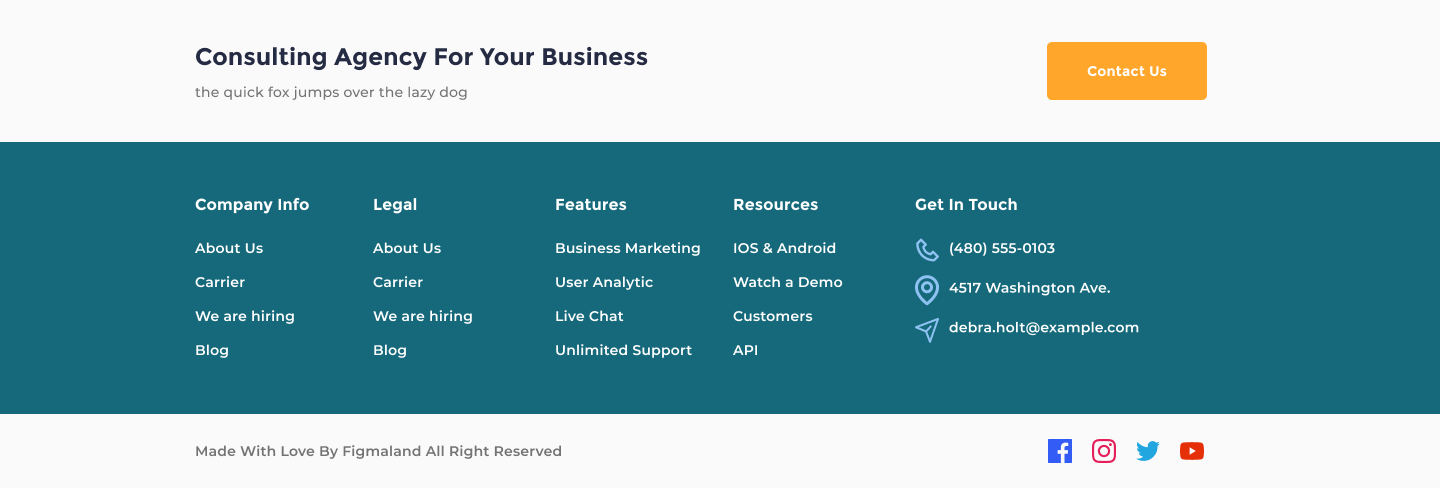 Consulting Agency For Your Business
the quick fox jumps over the lazy dog
Contact Us
Company Info
About Us
Carrier
We are hiring
Blog
Legal
About Us
Carrier
We are hiring
Blog
Features
Business Marketing
User Analytic
Live Chat
Unlimited Support
Resources
IOS & Android
Watch a Demo
Customers
API
Get In Touch
(480) 555-0103
4517 Washington Ave.
debra.holt@example.com
Made With Love By Figmaland All Right Reserved